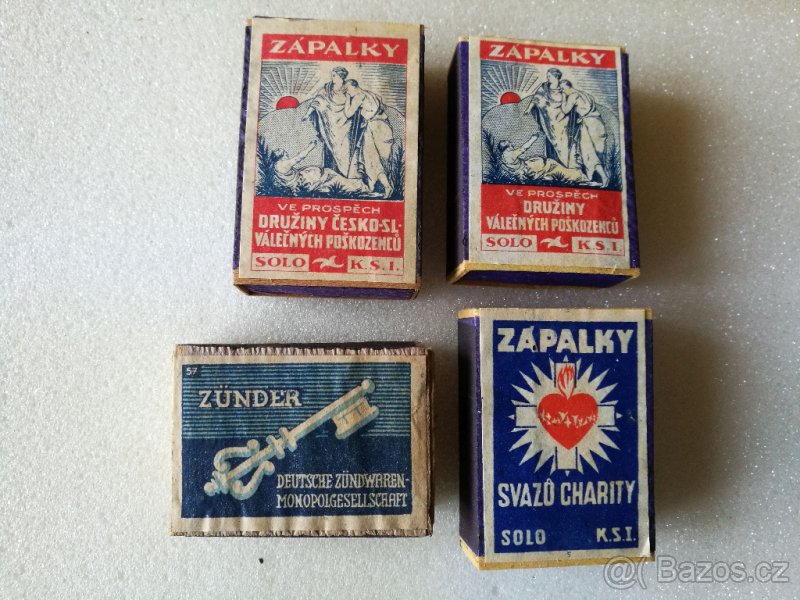 ZÁPALKY
VE PROSPĚCH
DRUŽINY ČESKO-SL.
VÁLEČNÝCH POŠKOZENCŮ
SOLO K.S.I.
ZÁPALKY
VE PROSPĚCH
DRUŽINY
VÁLEČNÝCH POŠKOZENCŮ
SOLO K.S.I.
57
ZÜNDER
DEUTSCHE ZÜNDWAREN-
MONOPOLGESELLSCHAFT
ZÁPALKY
SVAZŮ CHARITY
SOLO K.S.I.
5
@ Bazos.cz